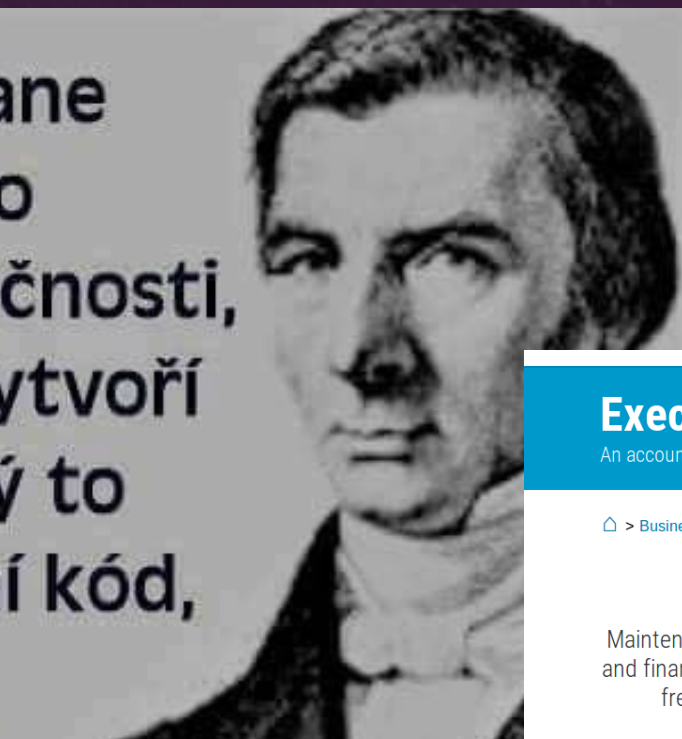 ane
o
čnosti,
ytvoří
ý to
í kód,
Exec
An accoun
> Busine
Mainten
and finan
fre